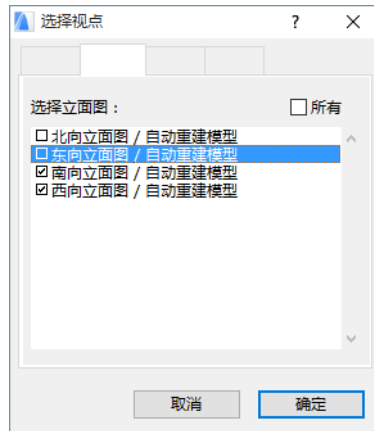 选择视点 ?
选择立面图： 所有
北向立面图 / 自动重建模型
东向立面图 / 自动重建模型
南向立面图 / 自动重建模型
西向立面图 / 自动重建模型
取消 确定